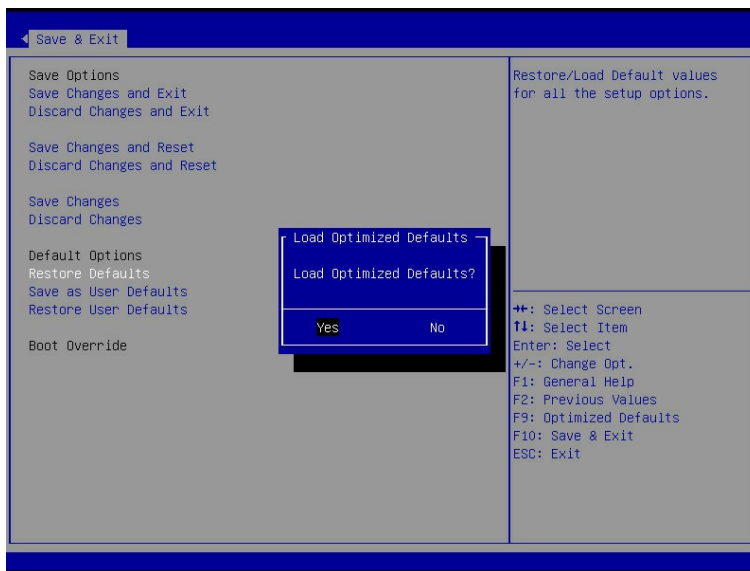 Save & Exit
Save Options
Save Changes and Exit
Discard Changes and Exit
Save Changes and Reset
Discard Changes and Reset
Save Changes
Discard Changes
Default Options
Restore Defaults
Save as User Defaults
Restore User Defaults
Boot Override
Load Optimized Defaults
Load Optimized Defaults?
Yes No
Restore/Load Default values
for all the setup options.
→←: Select Screen
↑↓: Select Item
Enter: Select
+/-: Change Opt.
F1: General Help
F2: Previous Values
F9: Optimized Defaults
F10: Save & Exit
ESC: Exit